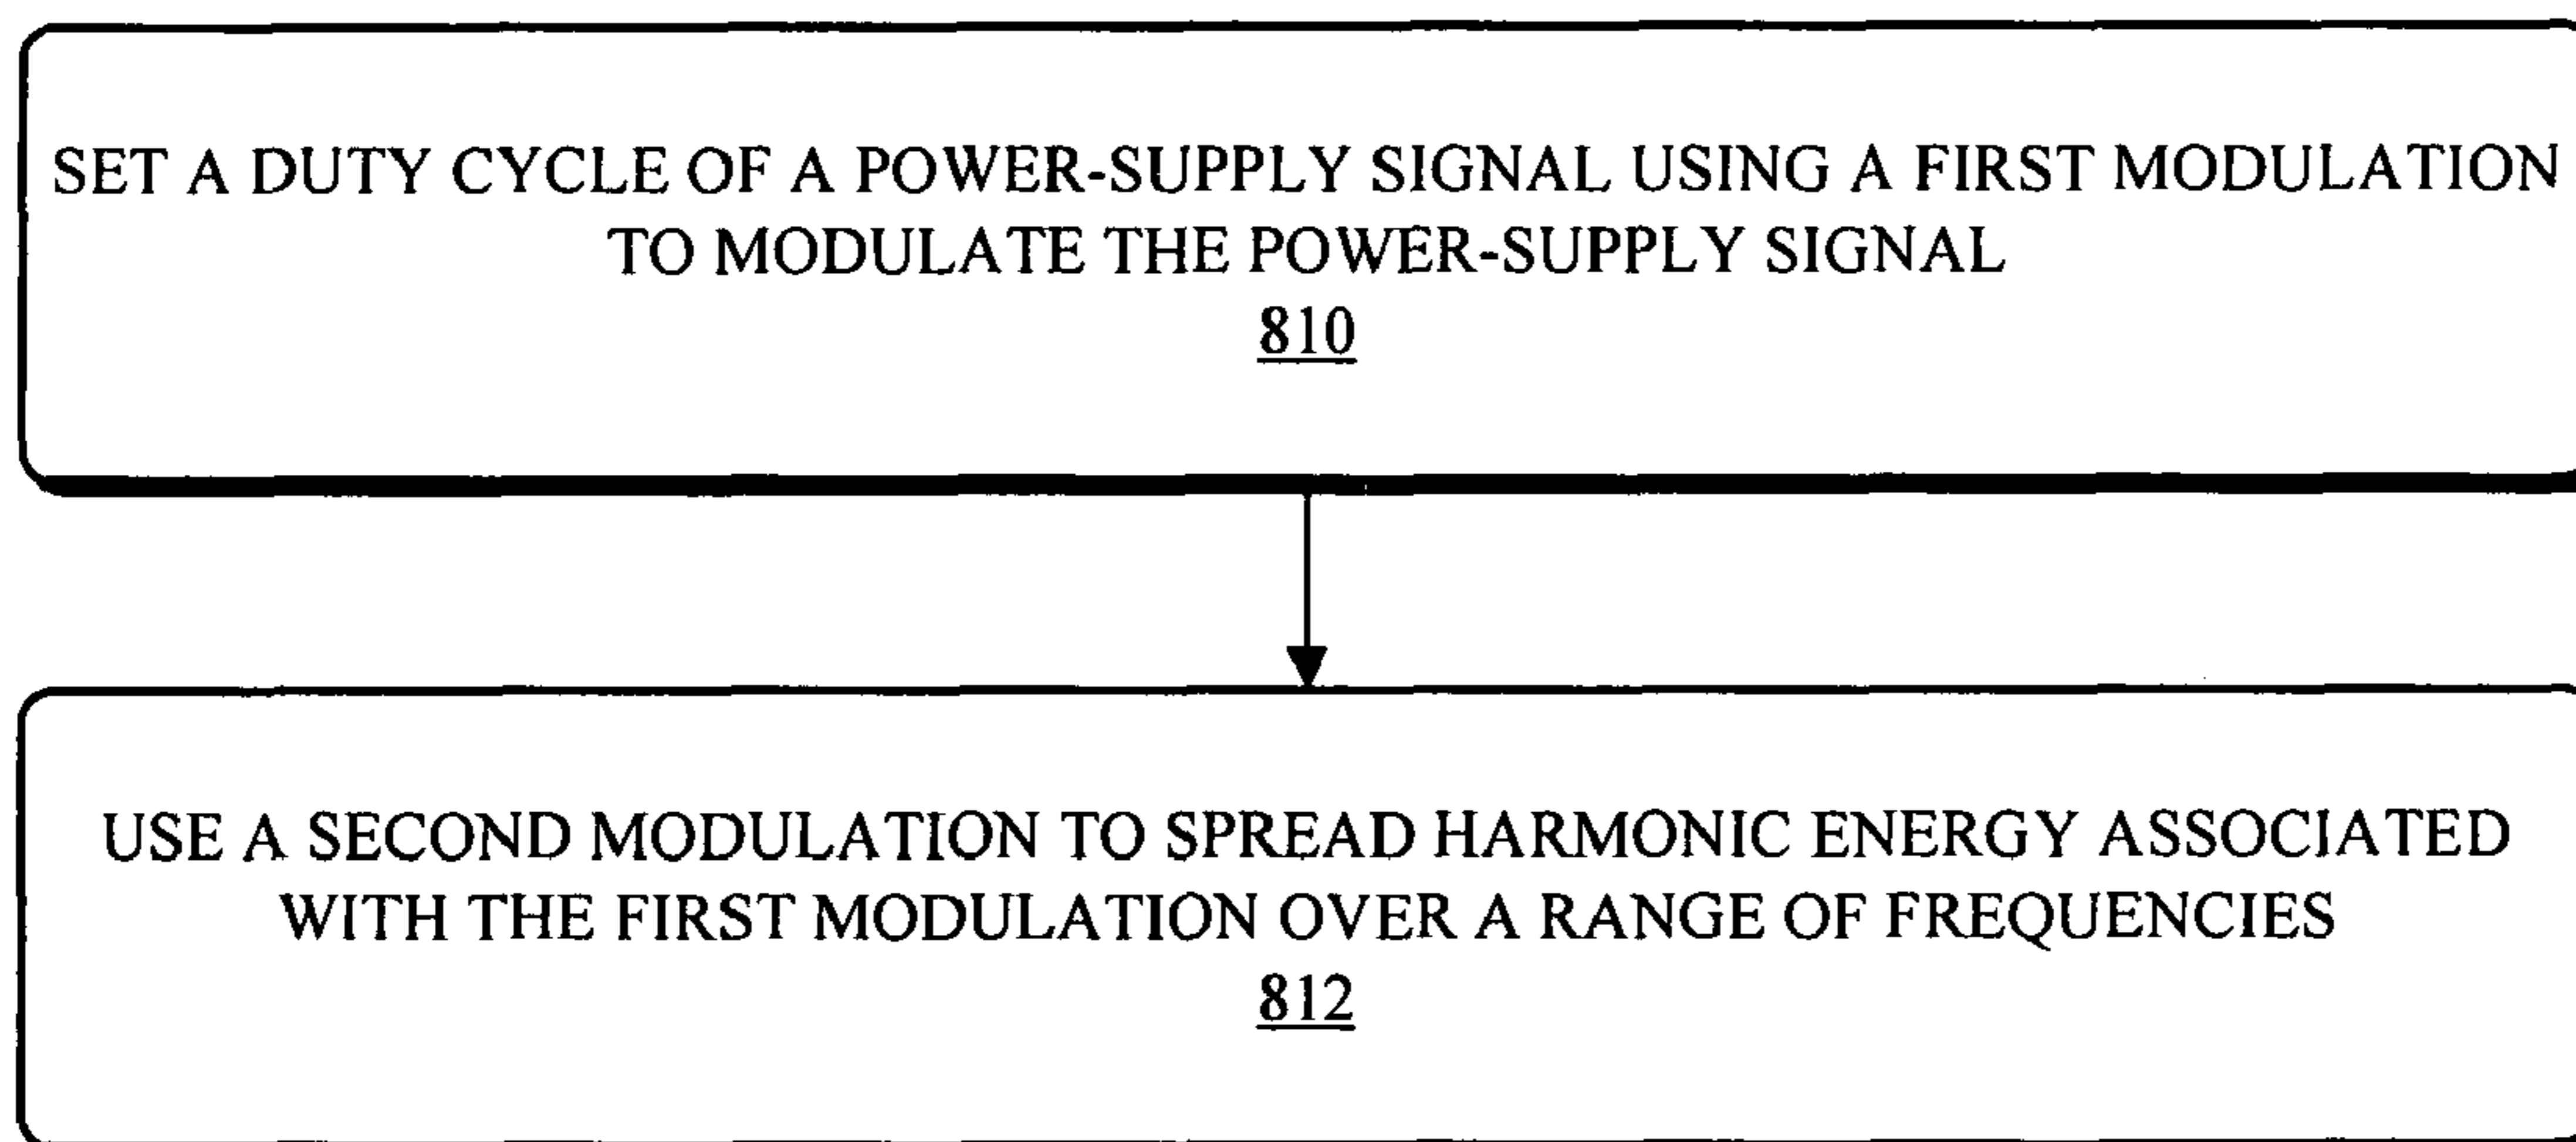 SET A DUTY CYCLE OF A POWER-SUPPLY SIGNAL USING A FIRST MODULATION
TO MODULATE THE POWER-SUPPLY SIGNAL
810
USE A SECOND MODULATION TO SPREAD HARMONIC ENERGY ASSOCIATED
WITH THE FIRST MODULATION OVER A RANGE OF FREQUENCIES
812